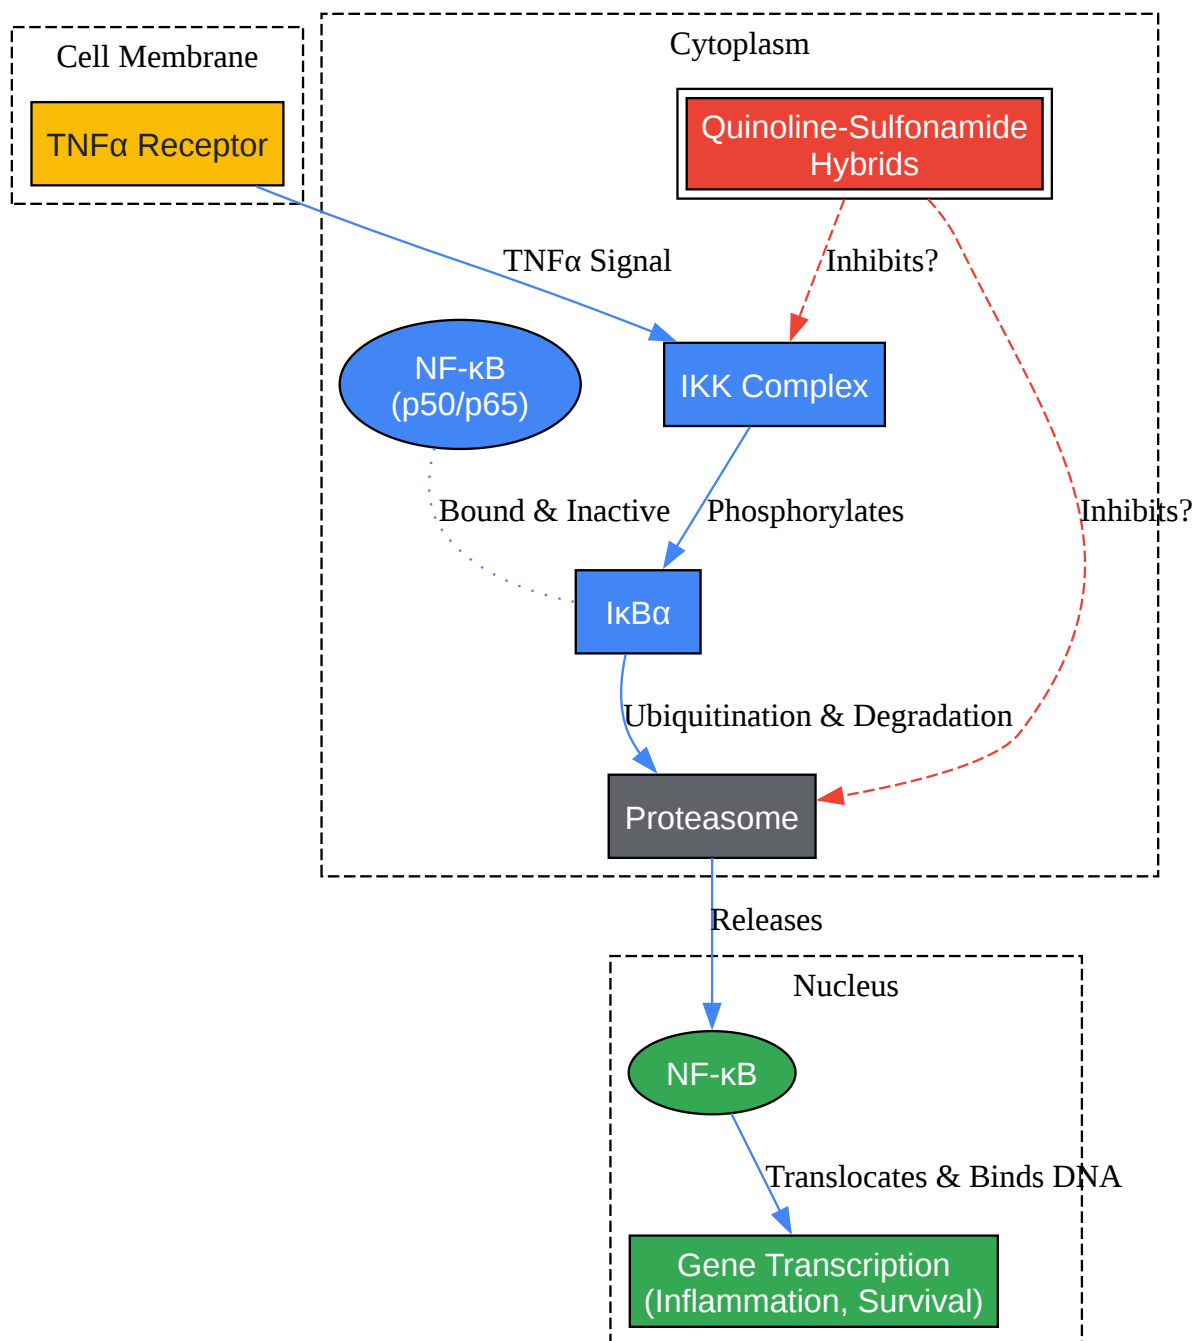 Cell Membrane
Cytoplasm
TNFα Receptor
Quinoline-Sulfonamide
Hybrids
TNFα Signal
Inhibits?
NF-κB
(p50/p65)
IKK Complex
Bound & Inactive
Phosphorylates
Inhibits?
IκBα
Ubiquitination & Degradation
Proteasome
Releases
Nucleus
NF-κB
Translocates & Binds DNA
Gene Transcription
(Inflammation, Survival)